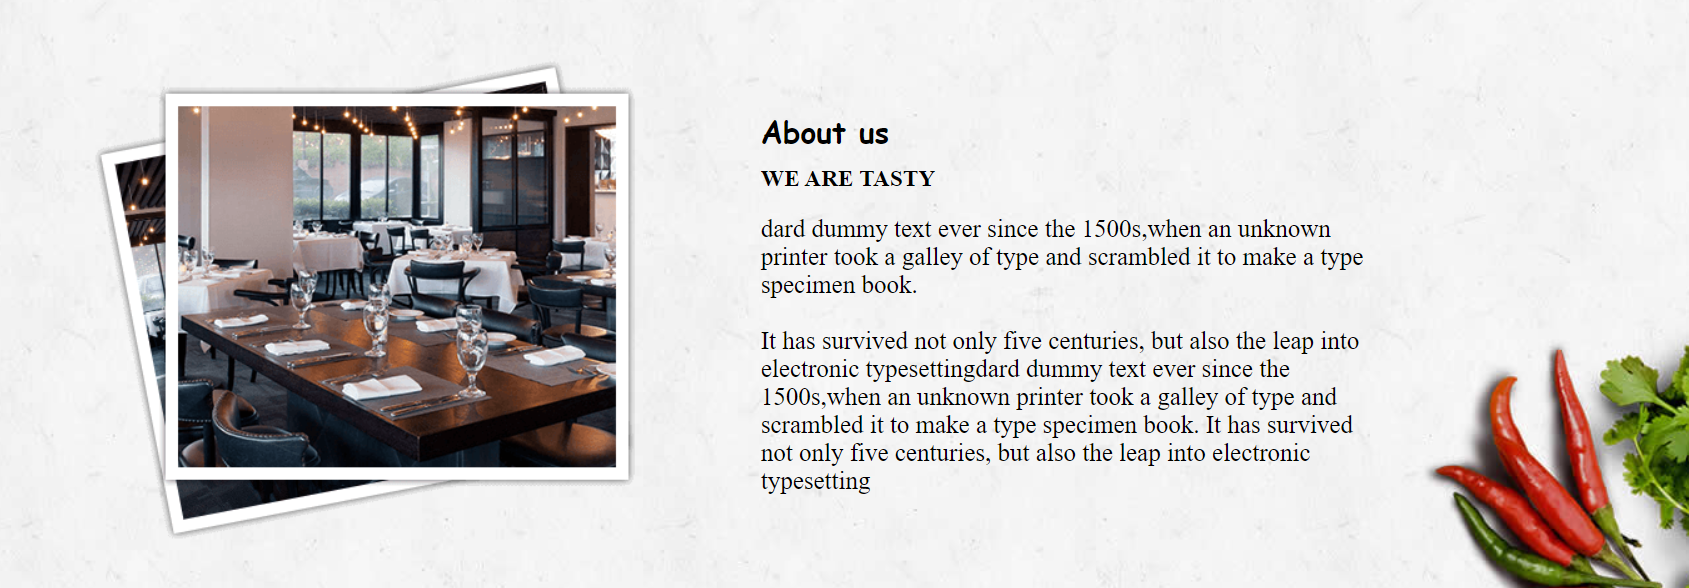 About us
WE ARE TASTY
dard dummy text ever since the 1500s,when an unknown
printer took a galley of type and scrambled it to make a type
specimen book.
It has survived not only five centuries, but also the leap into
electronic typesettingdard dummy text ever since the
1500s,when an unknown printer took a galley of type and
scrambled it to make a type specimen book. It has survived
not only five centuries, but also the leap into electronic
typesetting